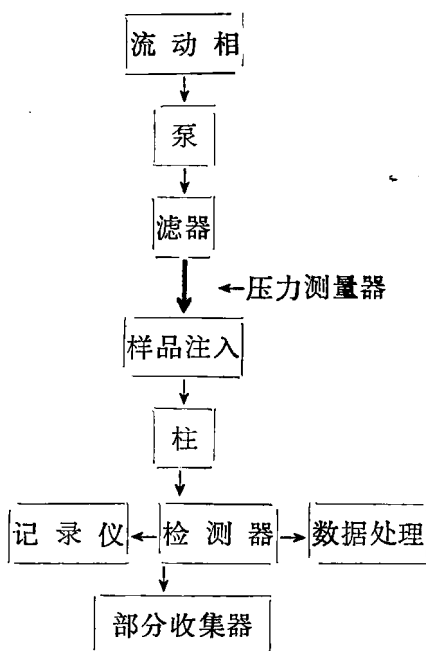 流动相
泵
滤器
压力测量器
样品注入
柱
记录仪 检测器 数据处理
部分收集器